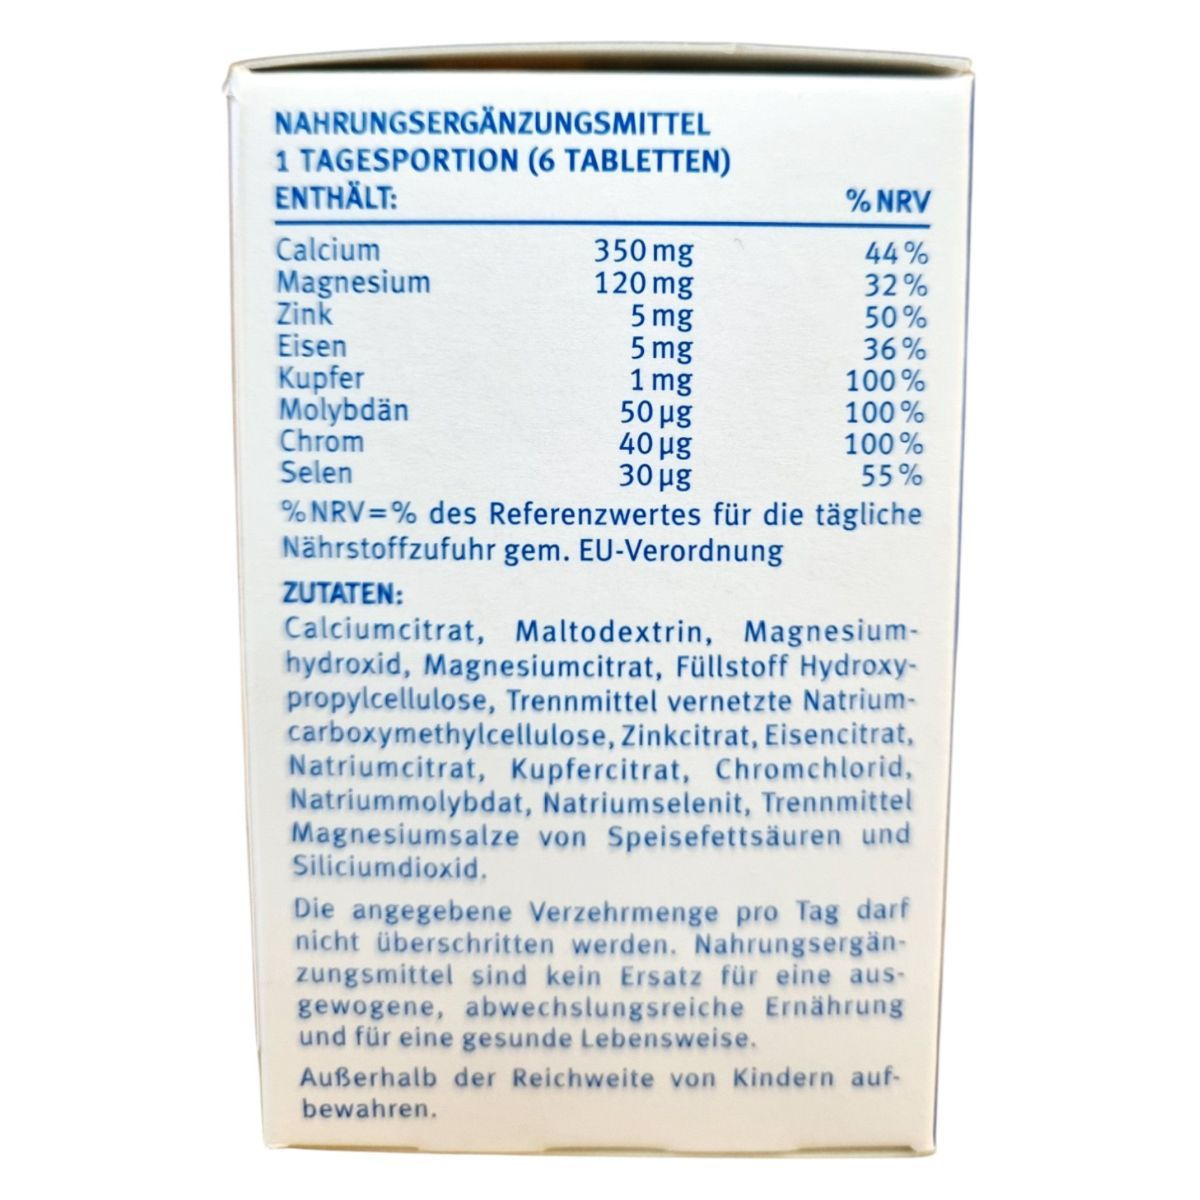 NAHRUNGSERGÄNZUNGSMITTEL
1 TAGESPORTION (6 TABLETTEN)
ENTHÄLT: % NRV
Calcium 350 mg 44 %
Magnesium 120 mg 32 %
Zink 5 mg 50 %
Eisen 5 mg 36 %
Kupfer 1 mg 100 %
Molybdän 50 µg 100 %
Chrom 40 µg 100 %
Selen 30 µg 55 %
% NRV=% des Referenzwertes für die tägliche
Nährstoffzufuhr gem. EU-Verordnung
ZUTATEN:
Calciumcitrat, Maltodextrin, Magnesium-
hydroxid, Magnesiumcitrat, Füllstoff Hydroxy-
propylcellulose, Trennmittel vernetzte Natrium-
carboxymethylcellulose, Zinkcitrat, Eisencitrat,
Natriumcitrat, Kupfercitrat, Chromchlorid,
Natriummolybdat, Natriumselenit, Trennmittel
Magnesiumsalze von Speisefettsäuren und
Siliciumdioxid.
Die angegebene Verzehrmenge pro Tag darf
nicht überschritten werden. Nahrungsergän-
zungsmittel sind kein Ersatz für eine aus-
gewogene, abwechslungsreiche Ernährung
und für eine gesunde Lebensweise.
Außerhalb der Reichweite von Kindern auf-
bewahren.